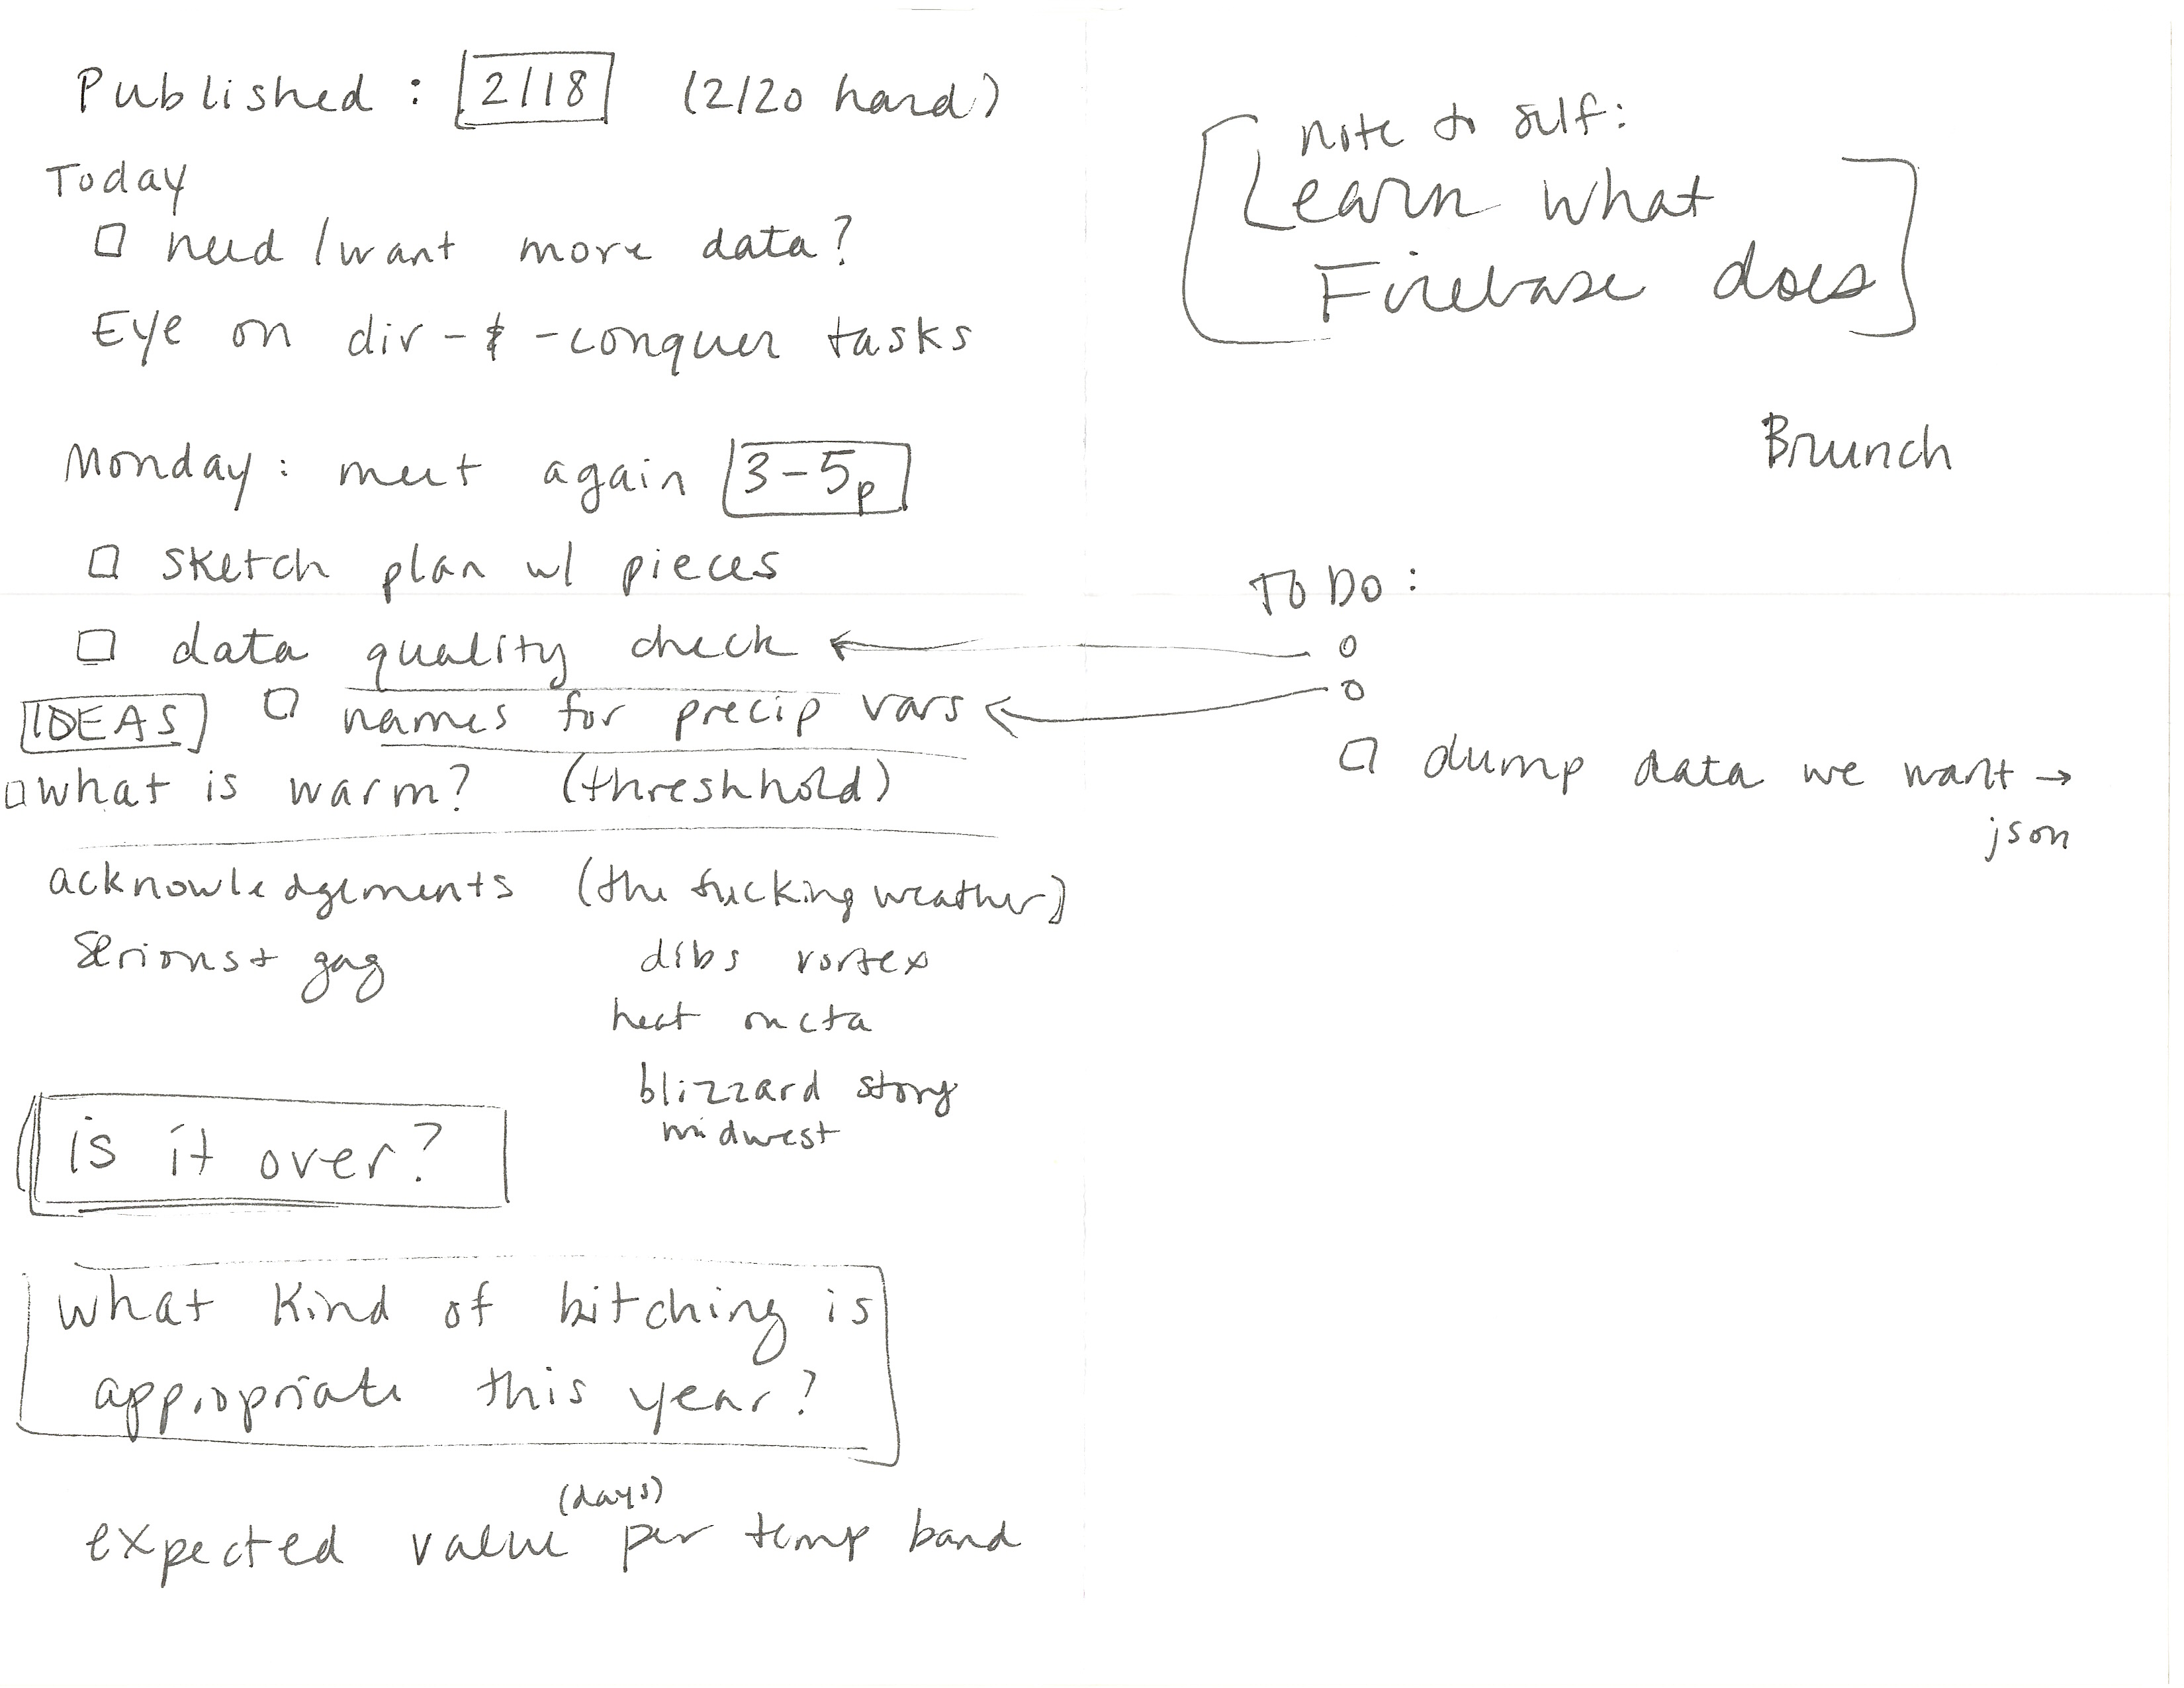 Published : 2/18 (2/20 hard)
Today
need/want more data?
Eye on div-&-conquer tasks
Monday : meet again 3-5p
sketch plan w/ pieces
data quality check
IDEAS names for precip vars
what is warm? (threshhold)
acknowledgements (the fucking weather)
Serious + gag dibs vortex
heat on cta
blizzard story
midwest
is it over?
what kind of bitching is
appropriate this year?
(days)
expected value per temp band
note to self:
Learn what
Firebase does
Brunch
TO DO :
dump data we want →
json